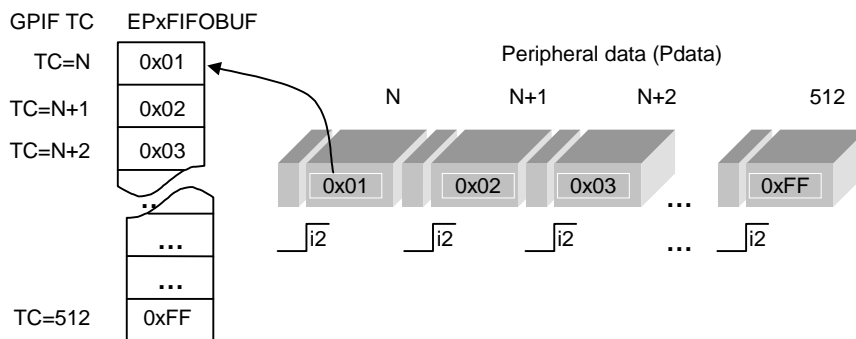 GPIF TC EPxFIFOBUF
TC=N 0x01
TC=N+1 0x02
TC=N+2 0x03
...
...
...
TC=512 0xFF
Peripheral data (Pdata)
N N+1 N+2 512
0x01 0x02 0x03 ... 0xFF
i2 i2 i2 ... i2